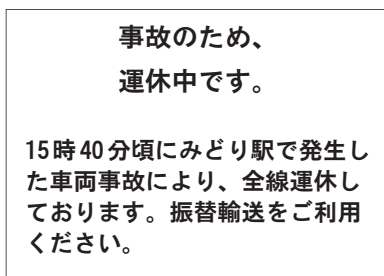 事故のため、
運休中です。
15時40分頃にみどり駅で発生し
た車両事故により、全線運休し
ております。振替輸送をご利用
ください。